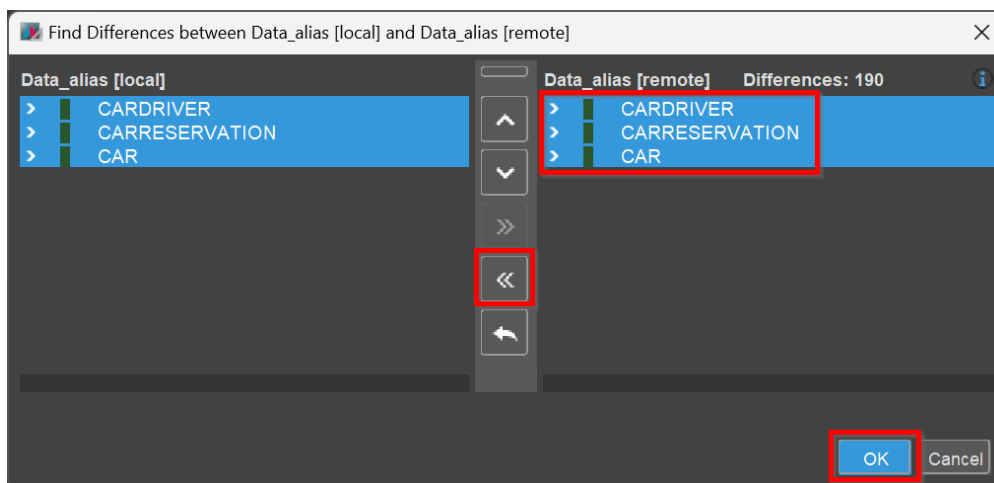 Find Differences between Data_alias [local] and Data_alias [remote]
Data_alias [local]
CARDRIVER
CARRESERVATION
CAR
Data_alias [remote] Differences: 190
CARDRIVER
CARRESERVATION
CAR
OK Cancel